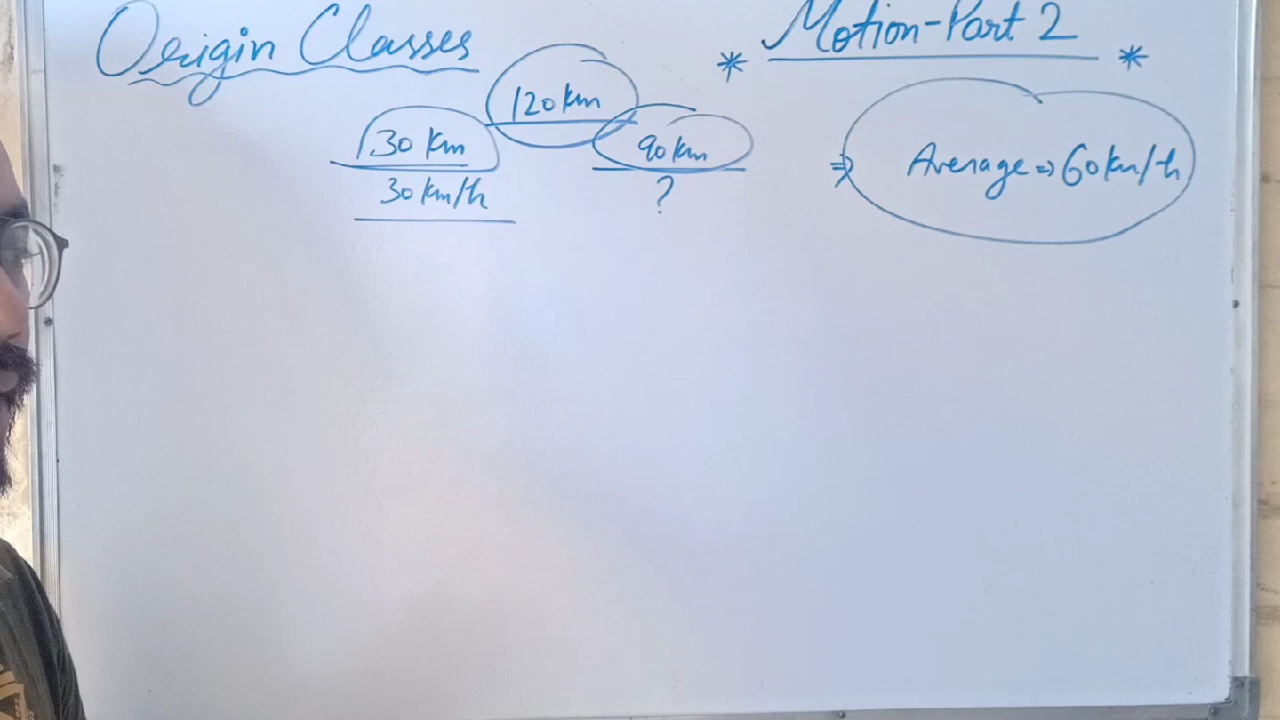 Origin Classes
* Motion-Part 2 *
120 km
30 km
90 km
30 km/h
?
⇒ Average ⇒ 60 km/h